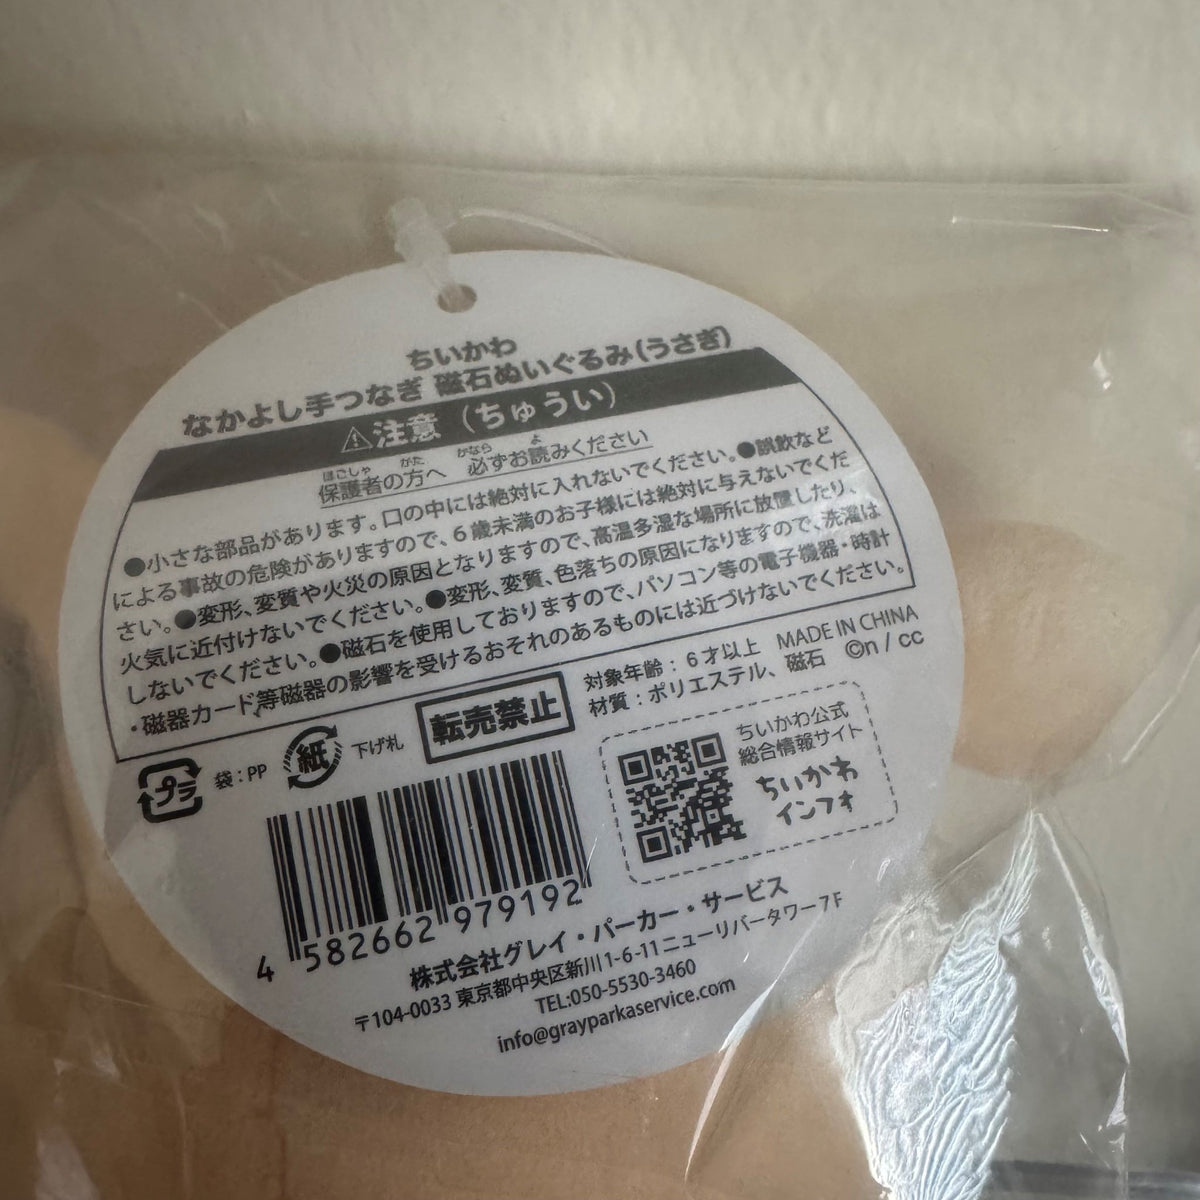 ちいかわ
なかよし手つなぎ 磁石ぬいぐるみ(うさぎ)
⚠注意（ちゅうい）
ほごしゃ がた かなら よ
保護者の方へ 必ずお読みください
●小さな部品があります。口の中には絶対に入れないでください。●誤飲など
による事故の危険がありますので、6歳未満のお子様には絶対に与えないでくだ
さい。●変形、変質や火災の原因となりますので、高温多湿な場所に放置したり、
火気に近付けないでください。●変形、変質、色落ちの原因になりますので、洗濯は
しないでください。●磁石を使用しておりますので、パソコン等の電子機器・時計
・磁器カード等磁器の影響を受けるおそれのあるものには近づけないでください。
対象年齢：6才以上 MADE IN CHINA
材質：ポリエステル、磁石 ©n / cc
プラ 袋：PP 紙 下げ札 転売禁止
ちいかわ公式
総合情報サイト
ちいかわ
インフォ
4 582662 979192
株式会社グレイ・パーカー・サービス
〒104-0033 東京都中央区新川1-6-11 ニューリバータワー7F
TEL:050-5530-3460
info@grayparkaservice.com